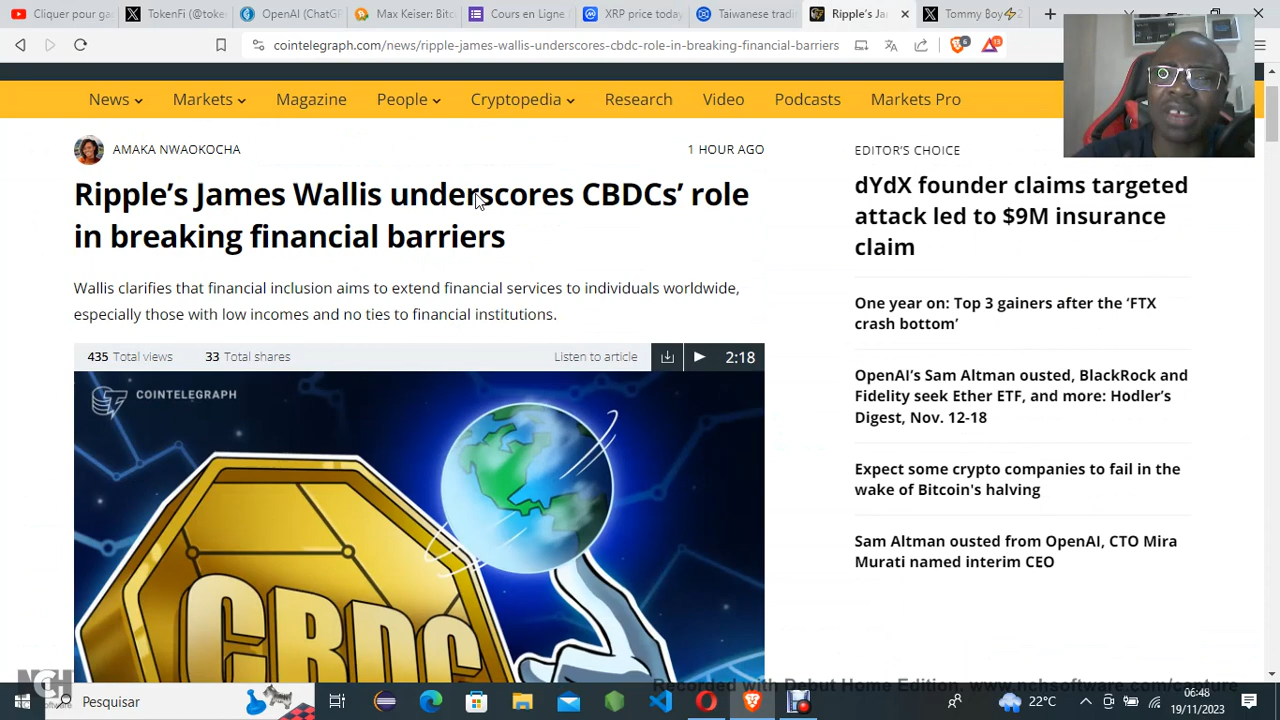 Cliquer pour gar
TokenFi (@toke
OpenAI (ChatGP
Max Keiser: Bitc
Cours en Ligne
XRP price today
Taiwanese tradi
Ripple's Ja
Tommy Boy⚡2
cointelegraph.com/news/ripple-james-wallis-underscores-cbdc-role-in-breaking-financial-barriers
News
Markets
Magazine
People
Cryptopedia
Research
Video
Podcasts
Markets Pro
AMAKA NWAOKOCHA
1 HOUR AGO
Ripple's James Wallis underscores CBDCs' role
in breaking financial barriers
Wallis clarifies that financial inclusion aims to extend financial services to individuals worldwide,
especially those with low incomes and no ties to financial institutions.
435 Total views
33 Total shares
Listen to article
2:18
COINTELEGRAPH
CBDC
EDITOR'S CHOICE
dYdX founder claims targeted
attack led to $9M insurance
claim
One year on: Top 3 gainers after the 'FTX
crash bottom'
OpenAI's Sam Altman ousted, BlackRock and
Fidelity seek Ether ETF, and more: Hodler's
Digest, Nov. 12-18
Expect some crypto companies to fail in the
wake of Bitcoin's halving
Sam Altman ousted from OpenAI, CTO Mira
Murati named interim CEO
NCH
Recorded with Debut Home Edition. www.nchsoftware.com/capture
Pesquisar
22°C
06:48
19/11/2023